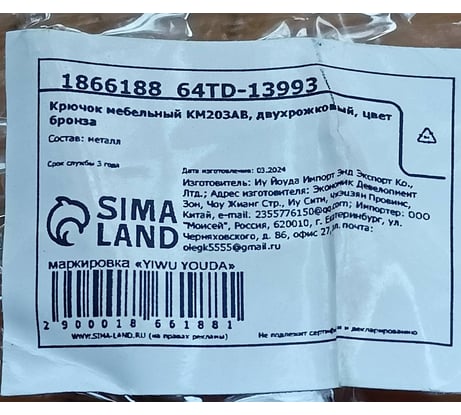 1866188 64TD-13993
Крючок мебельный КМ203АВ, двухрожковый, цвет
бронза
Состав: металл
Срок службы 3 года
Дата изготовления: 03.2024
Изготовитель: Иу Йоуда Импорт Энд Экспорт Ко.,
Лтд.; Адрес изготовителя: Экономик Девелопмент
Зон, Чоу Жианг Стр., Иу Сити, Чжэцзян Провинс,
Китай, e-mail: 2355776150@qq.com; Импортер: ООО
"Моисей", Россия, 620010, г. Екатеринбург, ул.
Черняховского, д. 86, офис 27, эл. почта:
olegk5555@gmail.ru
SIMA
LAND
маркировка «YIWU YOUDA»
2 900018 661881
WWW.SIMA-LAND.RU (на правах рекламы)
Не подлежит сертификации и декларированию